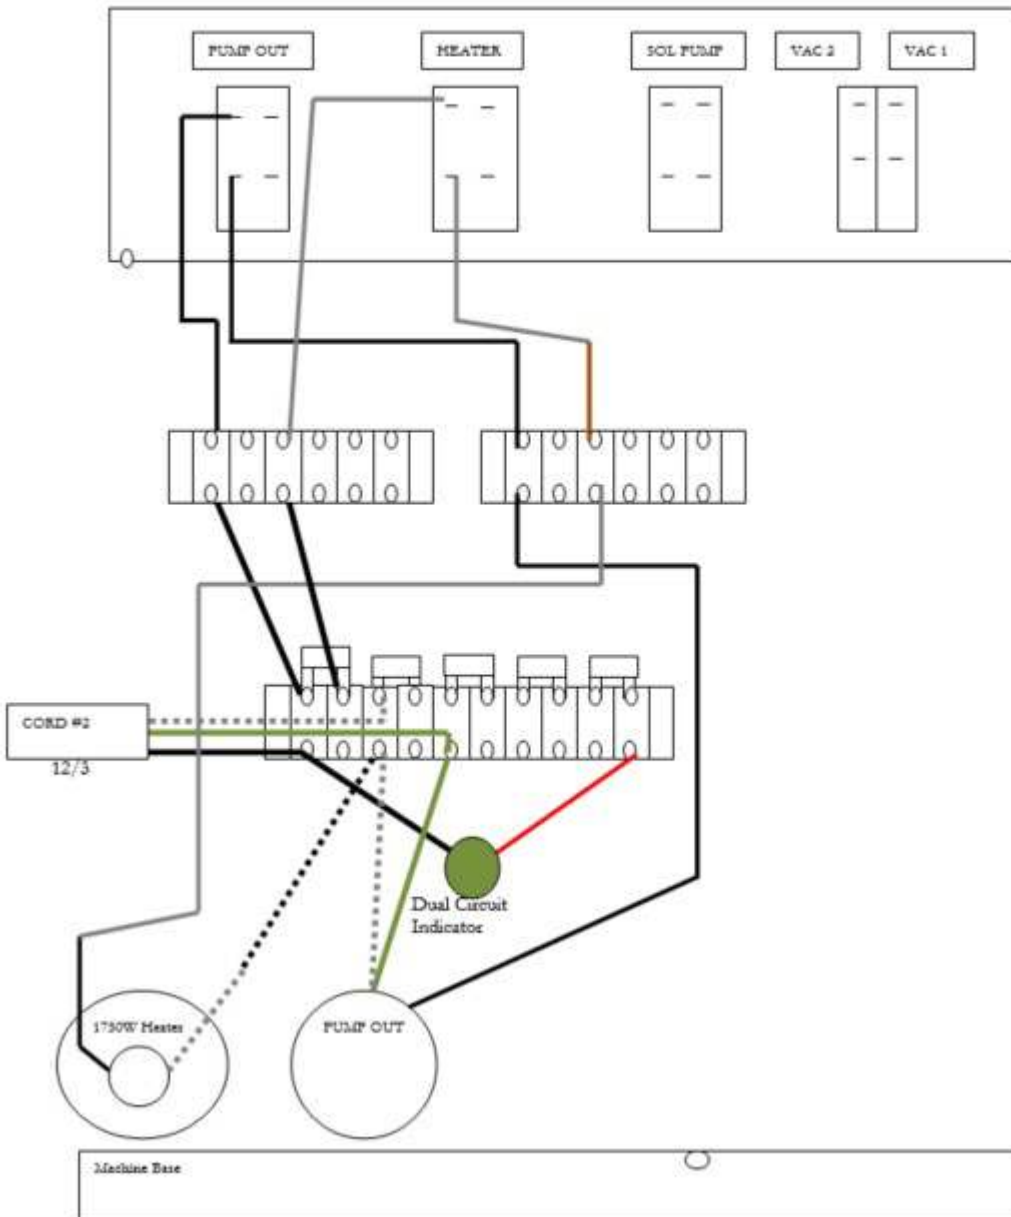 PUMP OUT
HEATER
SOL PUMP
VAC 2
VAC 1
CORD #2
12/3
Dual Circuit
Indicator
1750W Heater
PUMP OUT
Machine Base